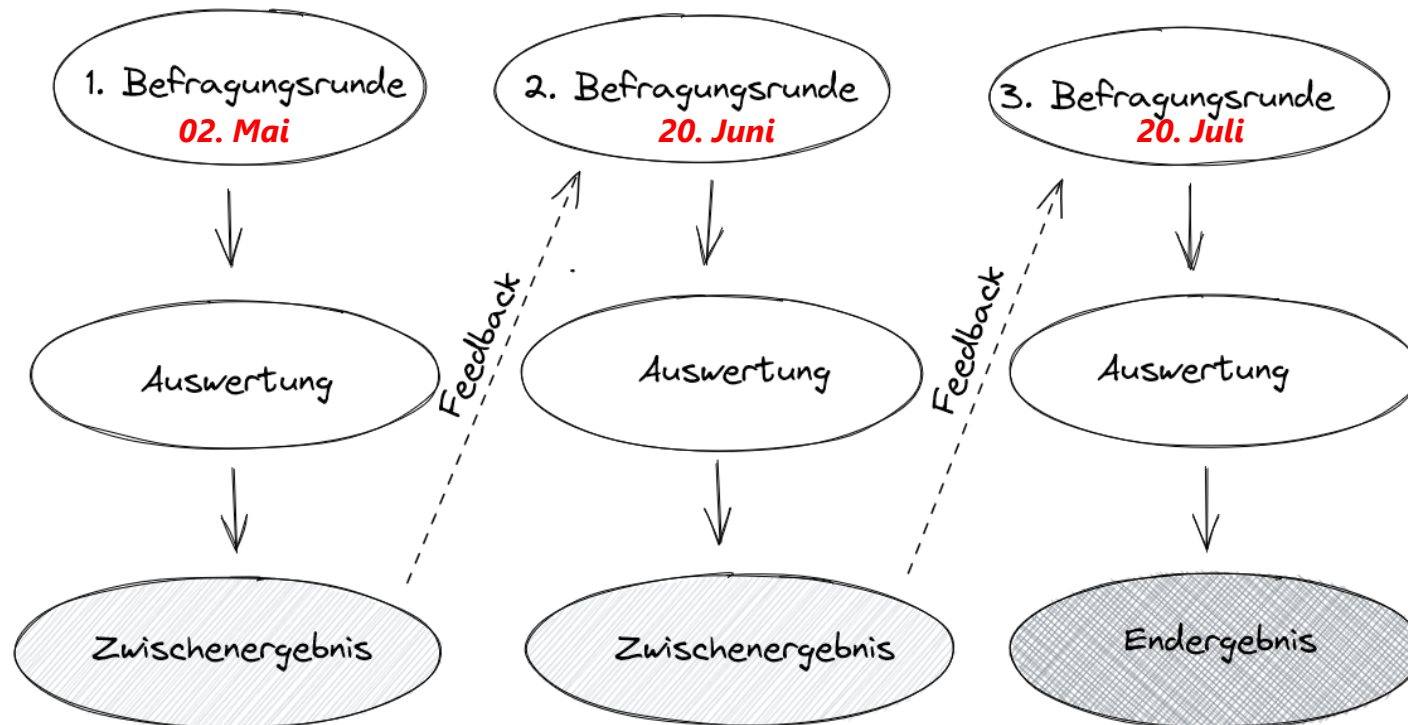 1. Befragungsrunde
02. Mai
2. Befragungsrunde
20. Juni
3. Befragungsrunde
20. Juli
Feedback
Feedback
Auswertung
Auswertung
Auswertung
Zwischenergebnis
Zwischenergebnis
Endergebnis